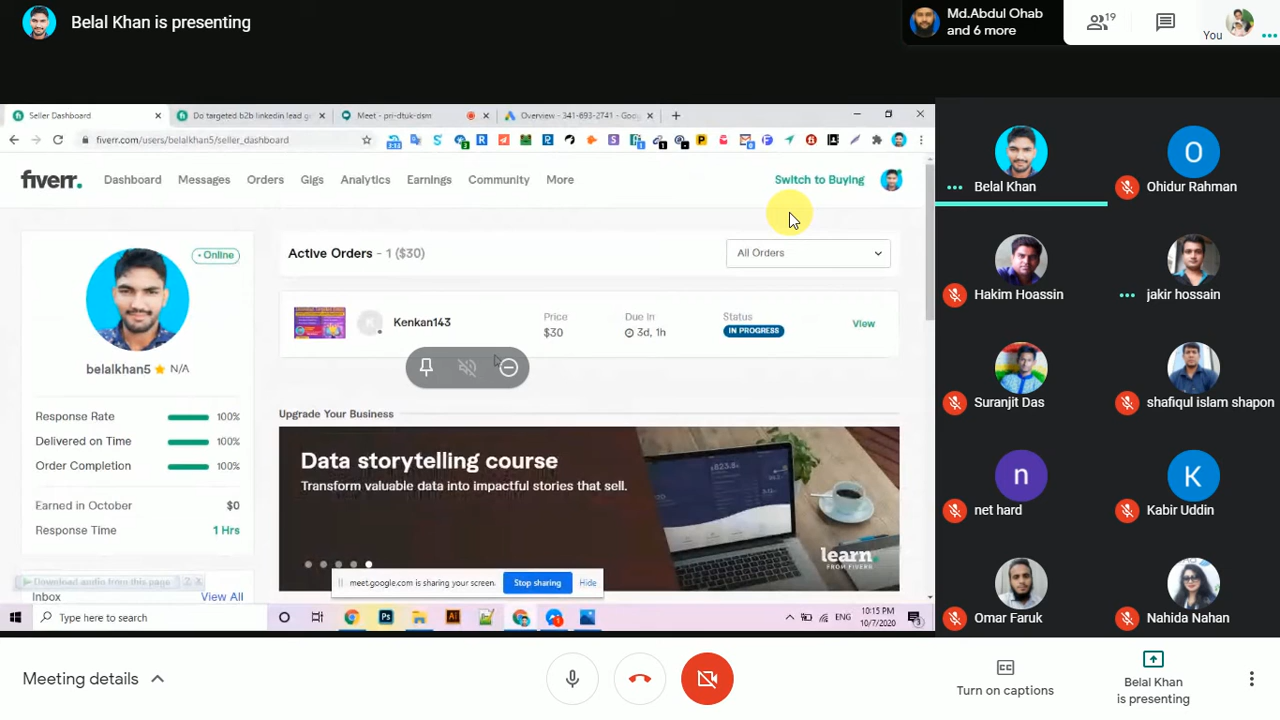 Belal Khan is presenting
Md.Abdul Ohab
and 6 more
19
You
Seller Dashboard
Do targeted b2b linkedin lead g
Meet - pri-dtuk-dsm
Overview - 341-693-2741 - Goog
fiverr.com/users/belalkhan5/seller_dashboard
fiverr.
Dashboard
Messages
Orders
Gigs
Analytics
Earnings
Community
More
Switch to Buying
Online
belalkhan5 N/A
Response Rate 100%
Delivered on Time 100%
Order Completion 100%
Earned in October $0
Response Time 1 Hrs
Download audio from this page
Inbox View All
Active Orders - 1 ($30)
All Orders
K
Kenkan143
Price
$30
Due In
3d, 1h
Status
IN PROGRESS
View
Upgrade Your Business
Data storytelling course
Transform valuable data into impactful stories that sell.
learn.
FROM FIVERR
meet.google.com is sharing your screen.
Stop sharing
Hide
Type here to search
ENG
10:15 PM
10/7/2020
Belal Khan
O
Ohidur Rahman
Hakim Hoassin
jakir hossain
Suranjit Das
shafiqul islam shapon
n
net hard
K
Kabir Uddin
Omar Faruk
Nahida Nahan
Meeting details
Turn on captions
Belal Khan
is presenting